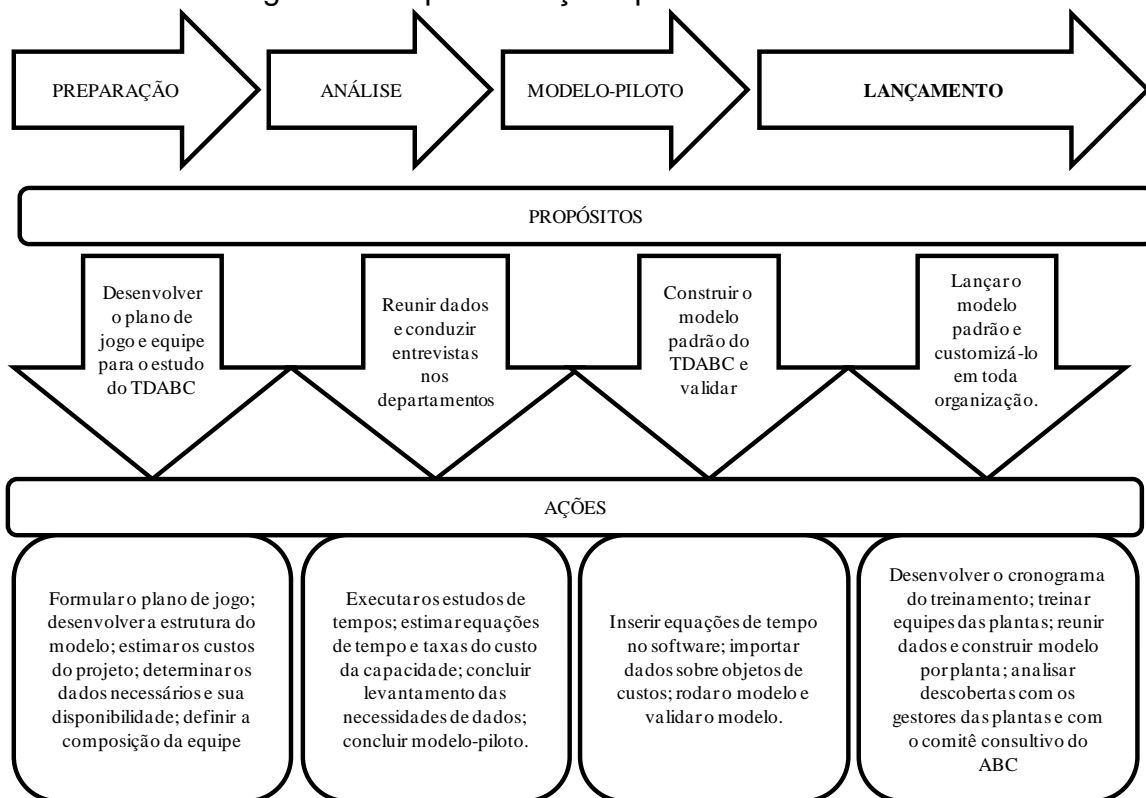 PREPARAÇÃO
ANÁLISE
MODELO-PILOTO
LANÇAMENTO
PROPÓSITOS
Desenvolver
o plano de
jogo e equipe
para o estudo
do TDABC
Reunir dados
e conduzir
entrevistas
nos
departamentos
Construir o
modelo
padrão do
TDABC e
validar
Lançar o
modelo
padrão e
customizá-lo
em toda
organização.
AÇÕES
Formular o plano de jogo;
desenvolver a estrutura do
modelo; estimar os custos
do projeto; determinar os
dados necessários e sua
disponibilidade; definir a
composição da equipe
Executar os estudos de
tempos; estimar equações
de tempo e taxas do custo
da capacidade; concluir
levantamento das
necessidades de dados;
concluir modelo-piloto.
Inserir equações de tempo
no software; importar
dados sobre objetos de
custos; rodar o modelo e
validar o modelo.
Desenvolver o cronograma
do treinamento; treinar
equipes das plantas; reunir
dados e construir modelo
por planta; analisar
descobertas com os
gestores das plantas e com
o comitê consultivo do
ABC